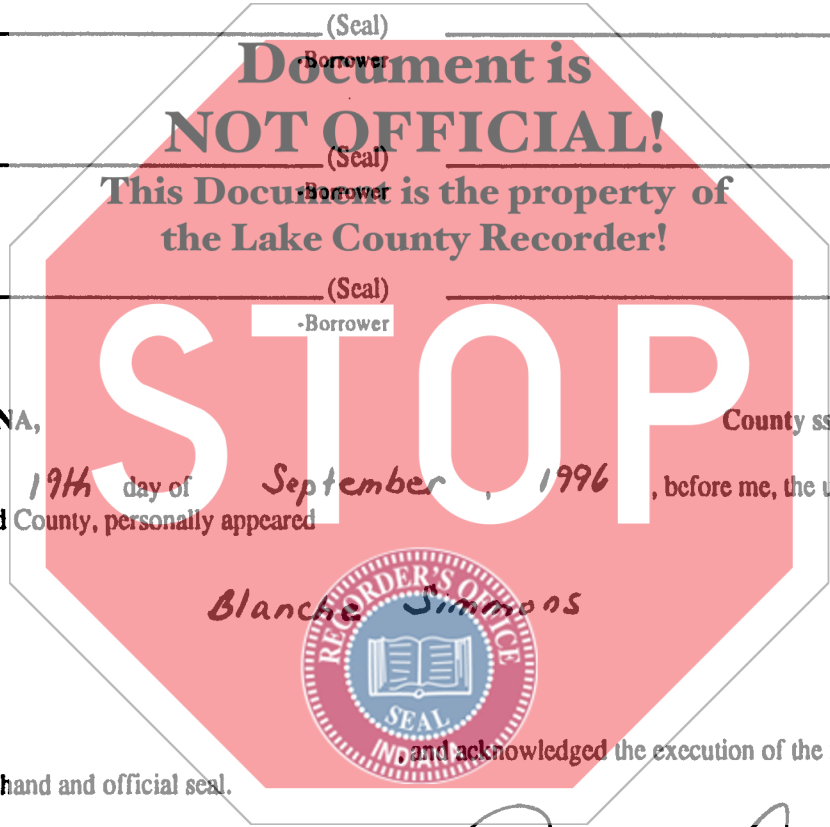 (Seal)
-Borrower
Document is
NOT OFFICIAL!
(Seal)
-Borrower
This Document is the property of
the Lake County Recorder!
(Seal)
-Borrower
STOP
NA,
County ss
19th day of September, 1996, before me, the u
d County, personally appeared
Blanche Simmons
RECORDER'S OFFICE
SEAL
INDIANA
, and acknowledged the execution of the
hand and official seal.